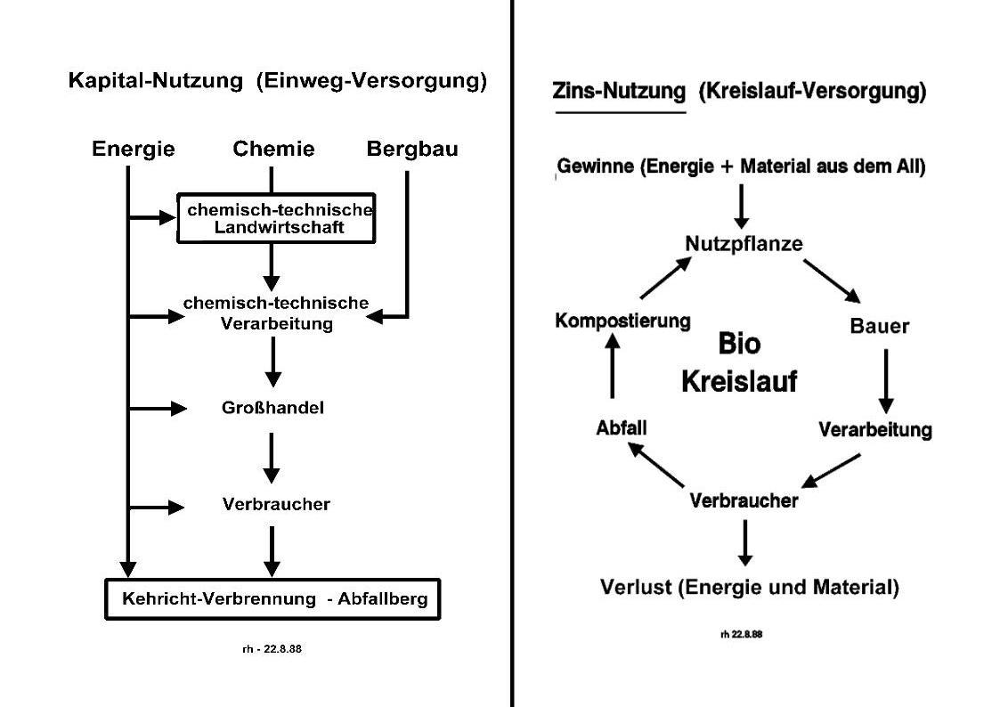 Kapital-Nutzung (Einweg-Versorgung)
Energie Chemie Bergbau
chemisch-technische
Landwirtschaft
chemisch-technische
Verarbeitung
Großhandel
Verbraucher
Kehricht-Verbrennung - Abfallberg
rh - 22.8.88
Zins-Nutzung (Kreislauf-Versorgung)
Gewinne (Energie + Material aus dem All)
Nutzpflanze
Kompostierung
Bauer
Bio
Kreislauf
Abfall
Verarbeitung
Verbraucher
Verlust (Energie und Material)
rh 22.8.88